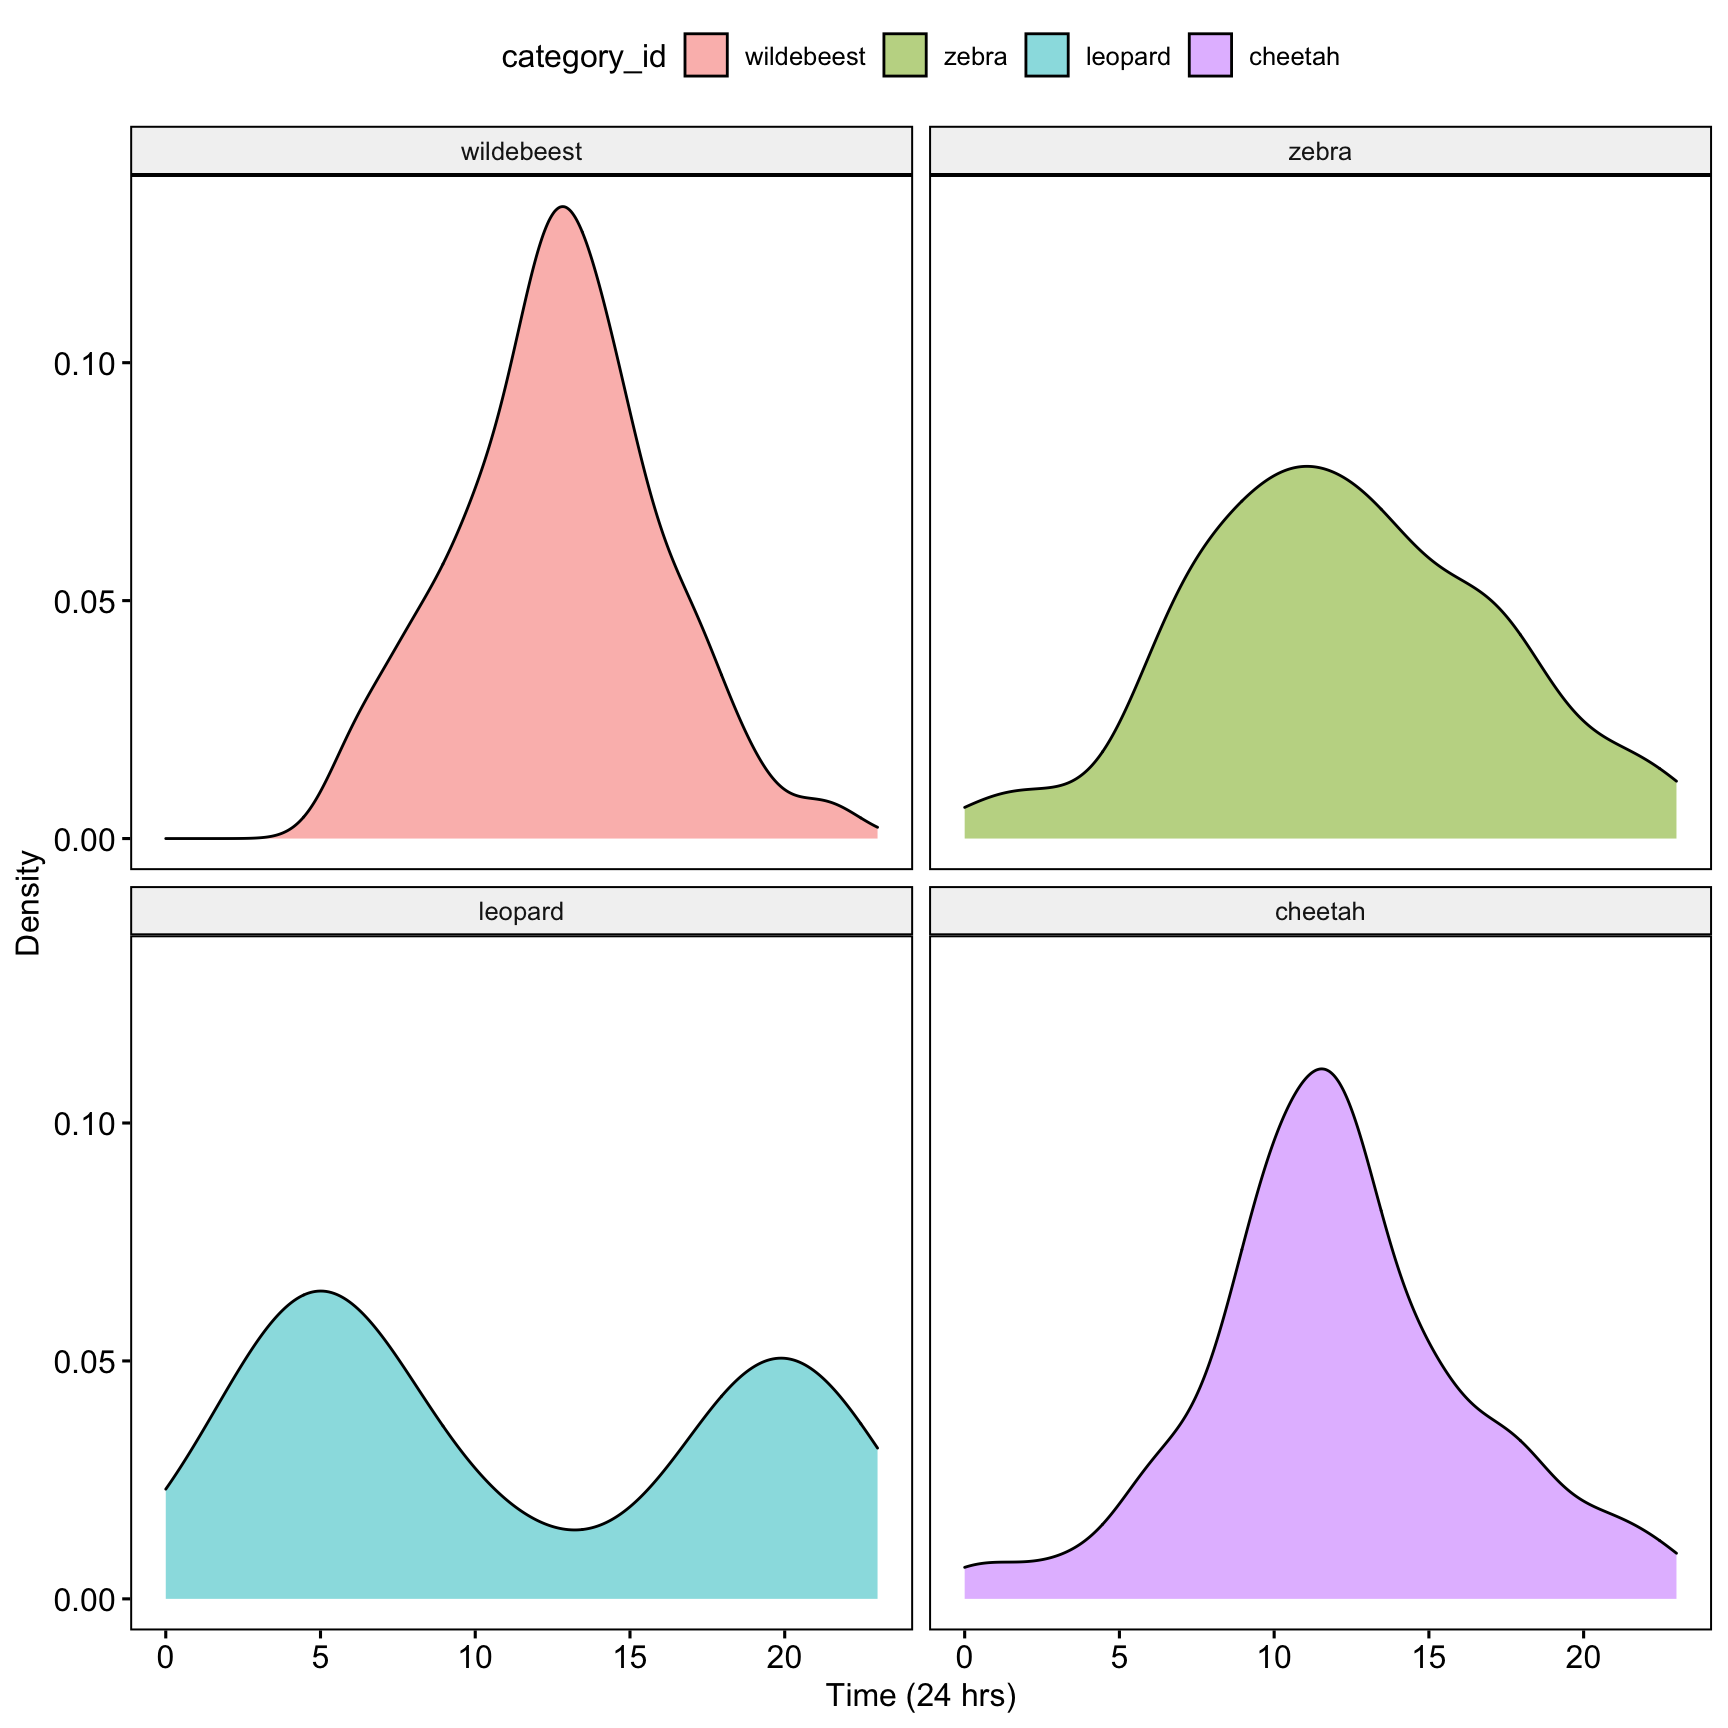 category_id wildebeest zebra leopard cheetah
wildebeest
zebra
0.10
0.05
0.00
Density
leopard
cheetah
0.10
0.05
0.00
0 5 10 15 20
0 5 10 15 20
Time (24 hrs)